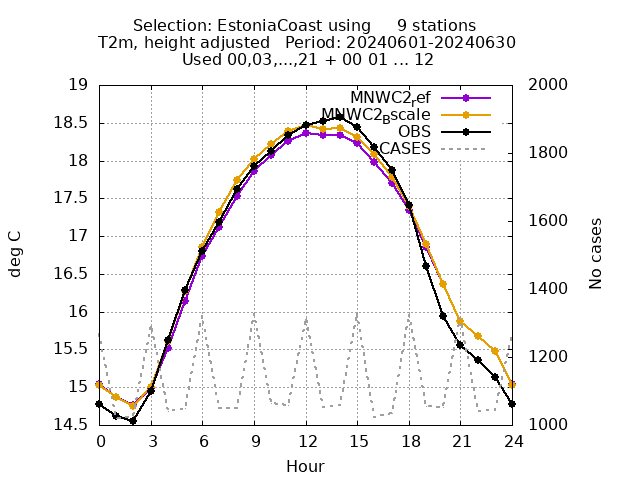 Selection: EstoniaCoast using 9 stations
T2m, height adjusted Period: 20240601-20240630
Used 00,03,...,21 + 00 01 ... 12
MNWC2ref
MNWC2Bscale
OBS
CASES
19
18.5
18
17.5
17
16.5
16
15.5
15
14.5
2000
1800
1600
1400
1200
1000
deg C
No cases
0 3 6 9 12 15 18 21 24
Hour